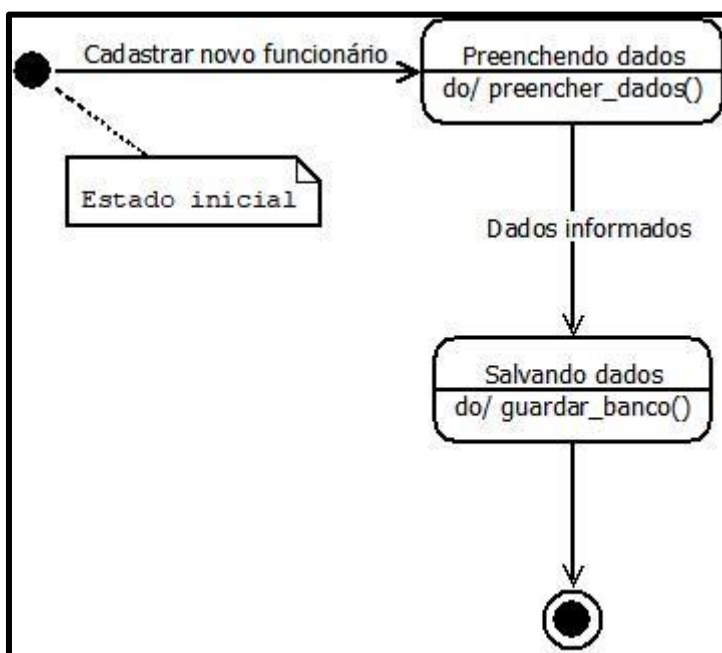 Cadastrar novo funcionário
Preenchendo dados
do/ preencher_dados()
Estado inicial
Dados informados
Salvando dados
do/ guardar_banco()